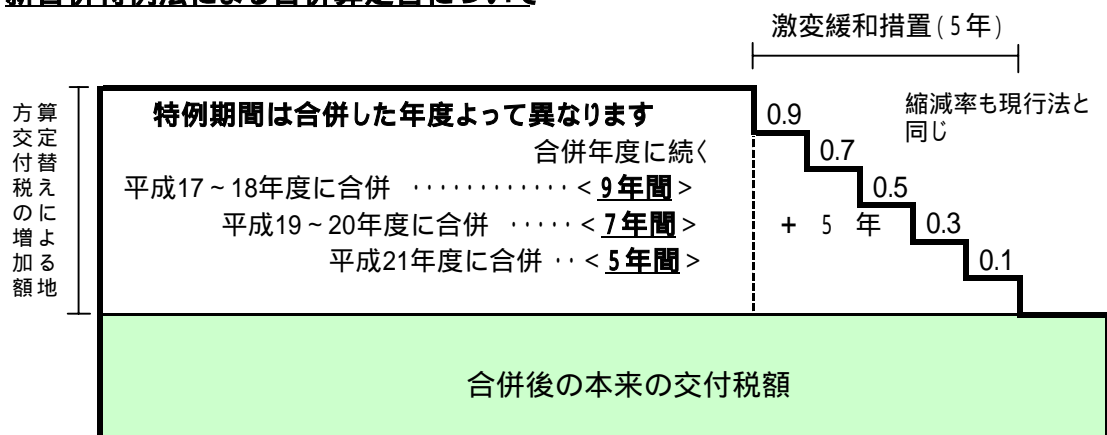 新合併特例法による合併算定替について
激変緩和措置(5年)
算定替えによる地
方交付税の増加額
特例期間は合併した年度よって異なります
合併年度に続く
平成17~18年度に合併 ············<9年間>
平成19~20年度に合併 ·····<7年間>
平成21年度に合併 ··<5年間>
0.9
0.7
0.5
0.3
0.1
+ 5 年
縮減率も現行法と
同じ
合併後の本来の交付税額